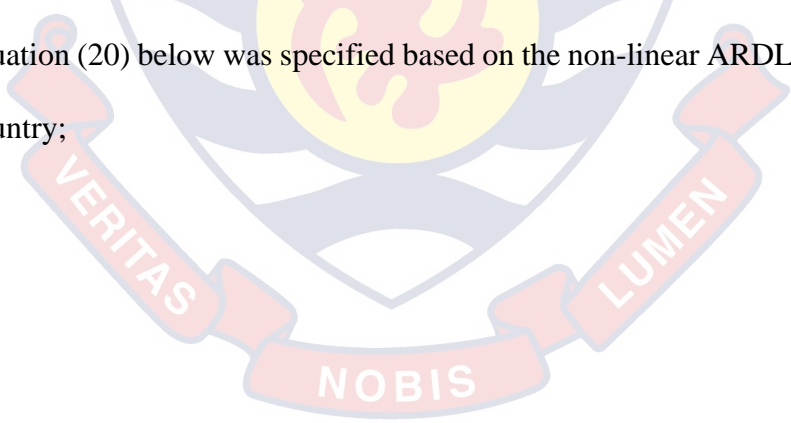 uation (20) below was specified based on the non-linear ARDL
untry;
VERITAS
NOBIS
LUMEN